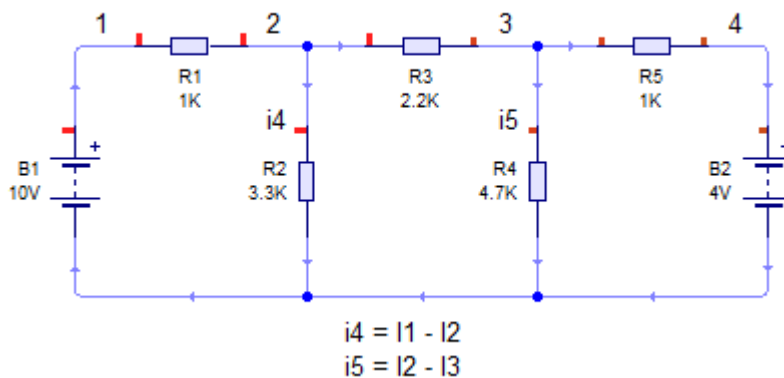 1 2 3 4
R1
1K
R3
2.2K
R5
1K
i4
i5
+
B1
10V
R2
3.3K
R4
4.7K
+
B2
4V
i4 = I1 - I2
i5 = I2 - I3